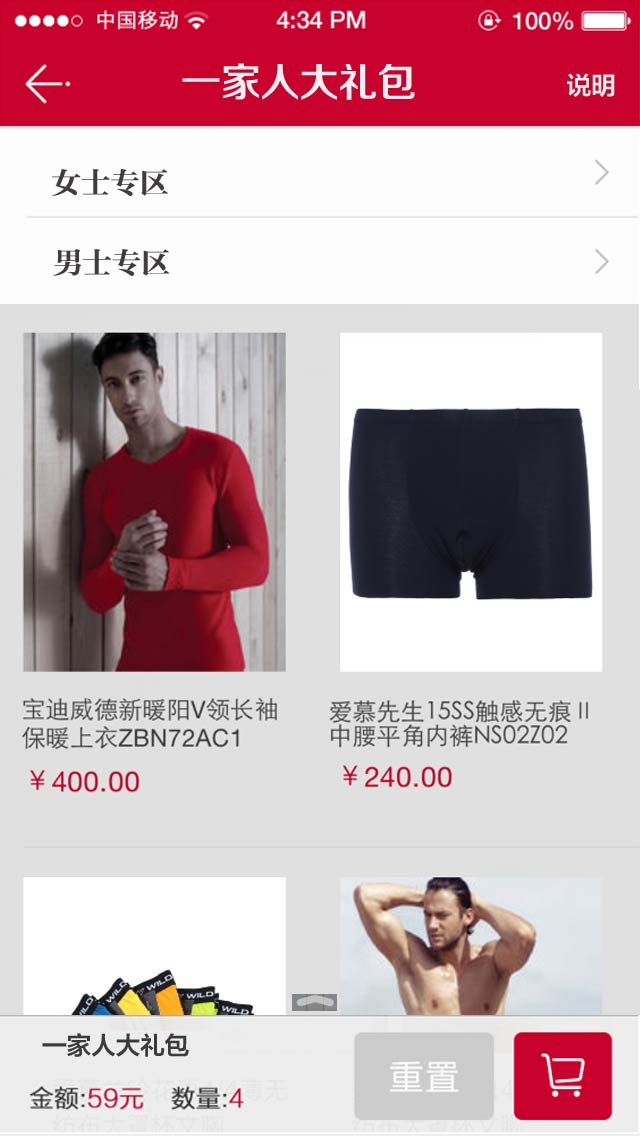 中国移动 4:34 PM 100%
一家人大礼包
说明
女士专区
男士专区
宝迪威德新暖阳V领长袖
保暖上衣ZBN72AC1
¥400.00
爱慕先生15SS触感无痕Ⅱ
中腰平角内裤NS02Z02
¥240.00
WILD WILD WILD WILD
一家人大礼包
金额:59元 数量:4
重置